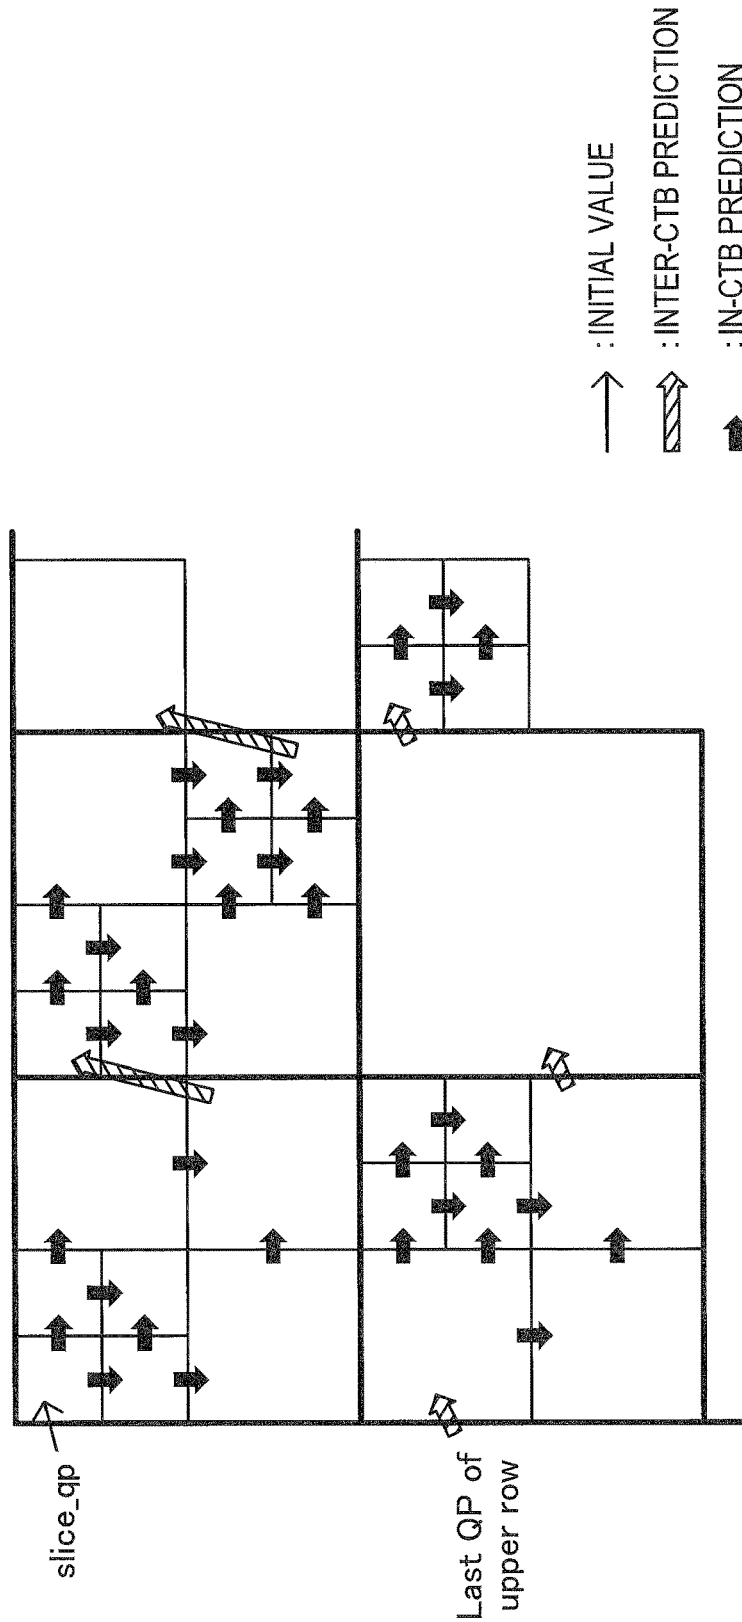 slice_qp
Last QP of
upper row
: INITIAL VALUE
: INTER-CTB PREDICTION
: IN-CTB PREDICTION